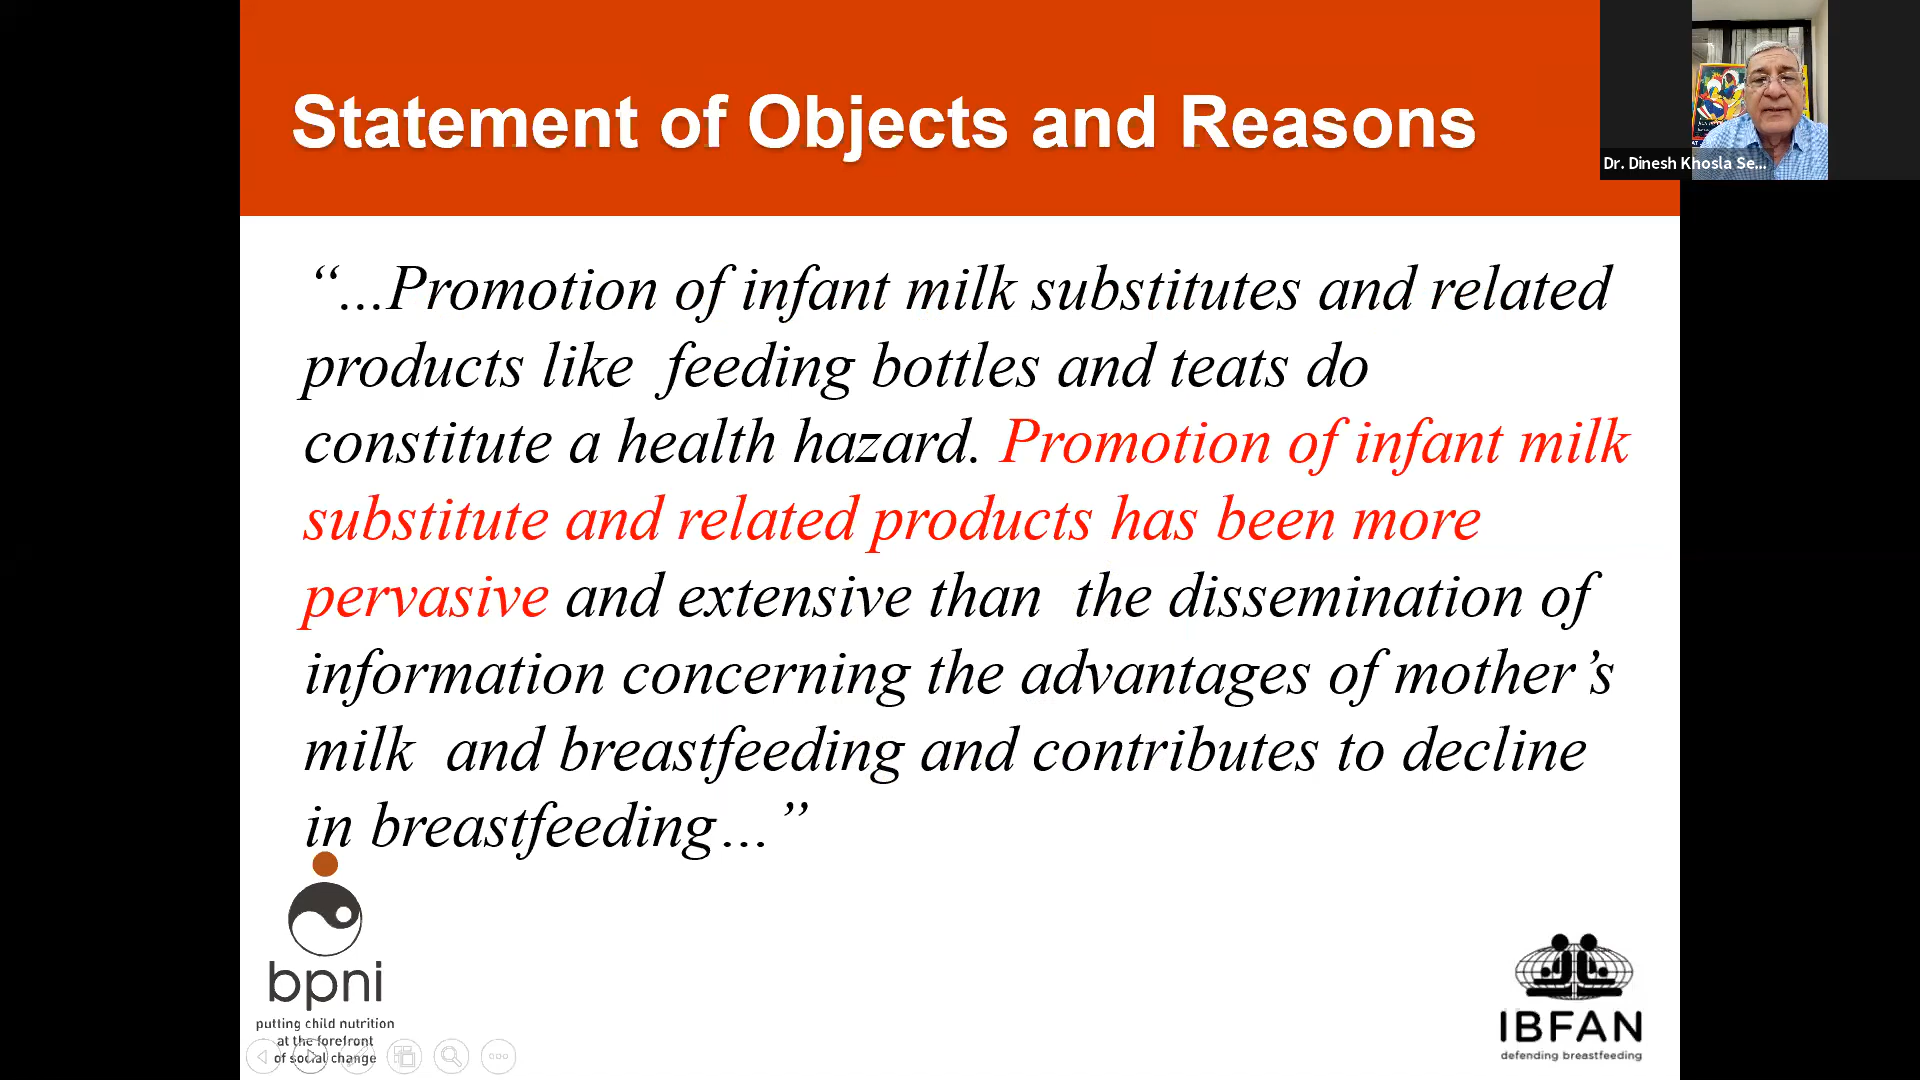 Statement of Objects and Reasons
Dr. Dinesh Khosla Se...
“...Promotion of infant milk substitutes and related
products like feeding bottles and teats do
constitute a health hazard. Promotion of infant milk
substitute and related products has been more
pervasive and extensive than the dissemination of
information concerning the advantages of mother’s
milk and breastfeeding and contributes to decline
in breastfeeding…”
bpni
putting child nutrition
at the forefront
of social change
IBFAN
defending breastfeeding